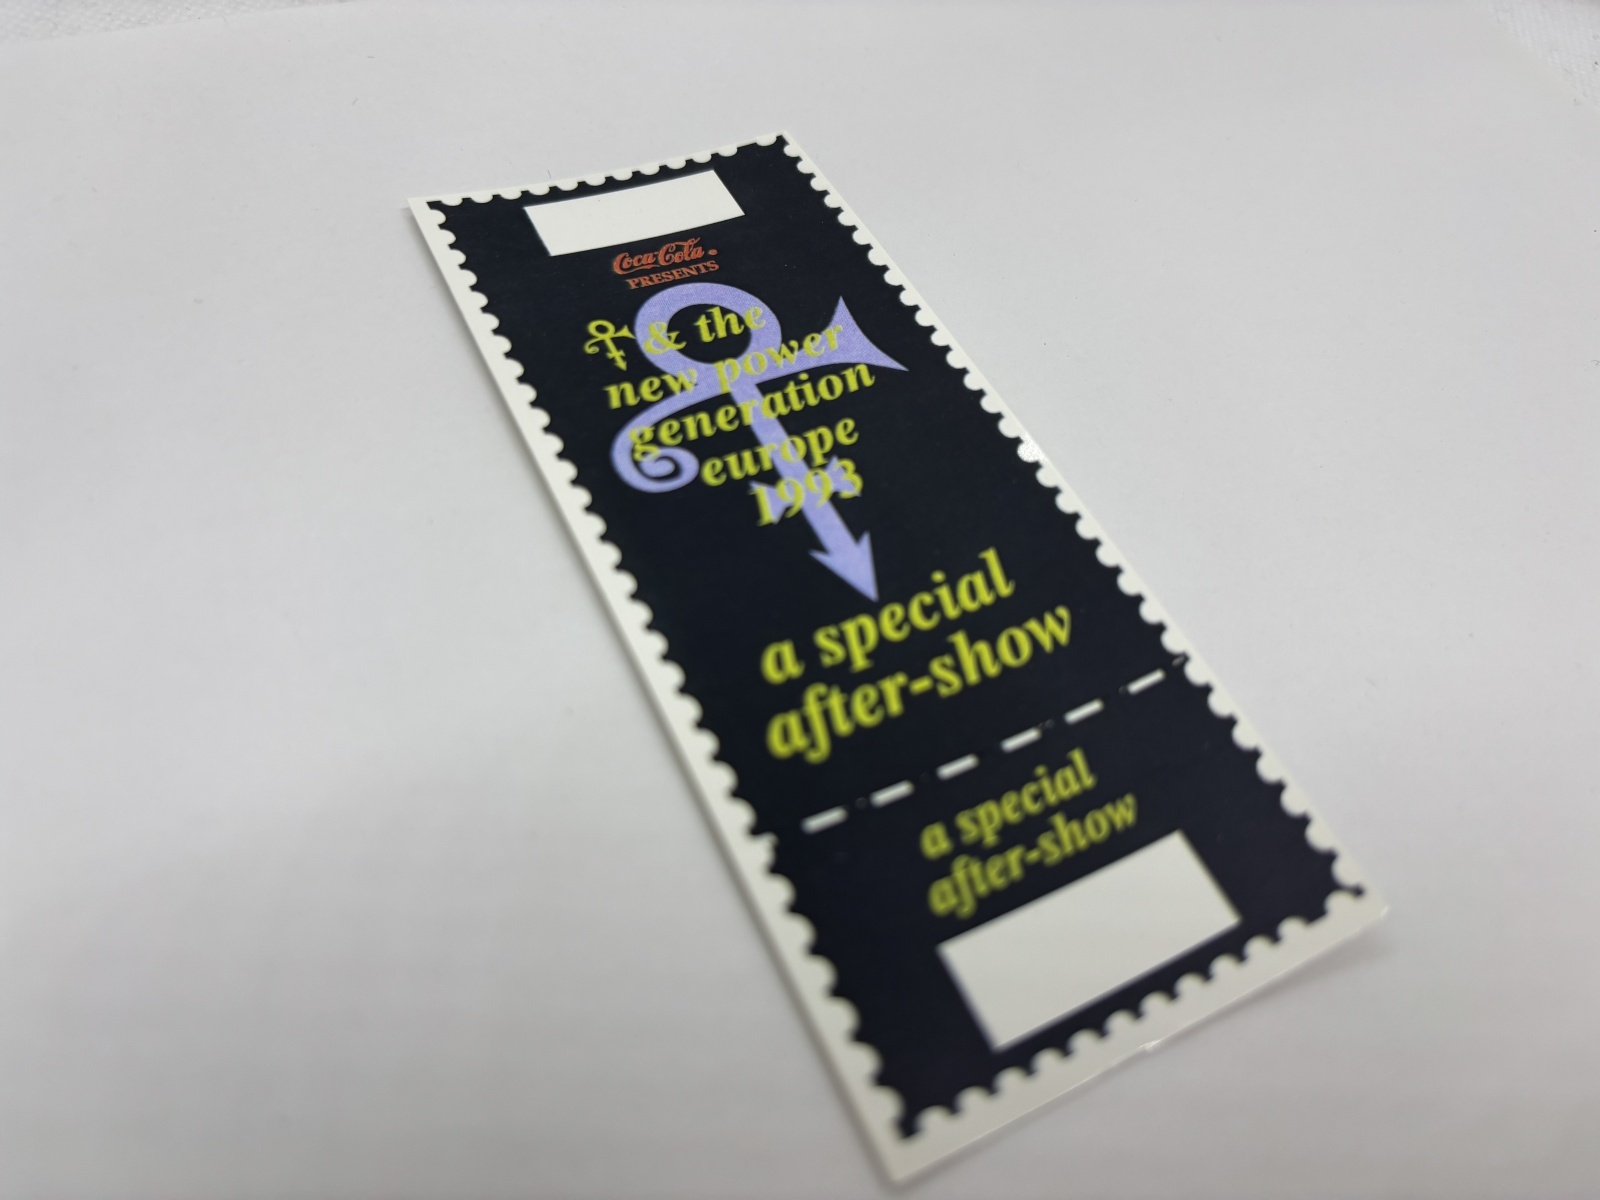 Coca-Cola
PRESENTS
& the
new power
generation
europe
1993
a special
after-show
a special
after-show